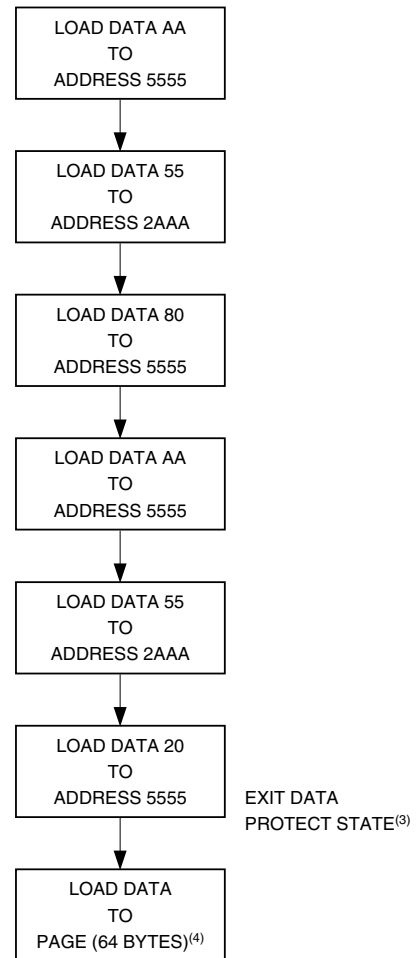 LOAD DATA AA
TO
ADDRESS 5555
LOAD DATA 55
TO
ADDRESS 2AAA
LOAD DATA 80
TO
ADDRESS 5555
LOAD DATA AA
TO
ADDRESS 5555
LOAD DATA 55
TO
ADDRESS 2AAA
LOAD DATA 20
TO
ADDRESS 5555
EXIT DATA
PROTECT STATE(3)
LOAD DATA
TO
PAGE (64 BYTES)(4)